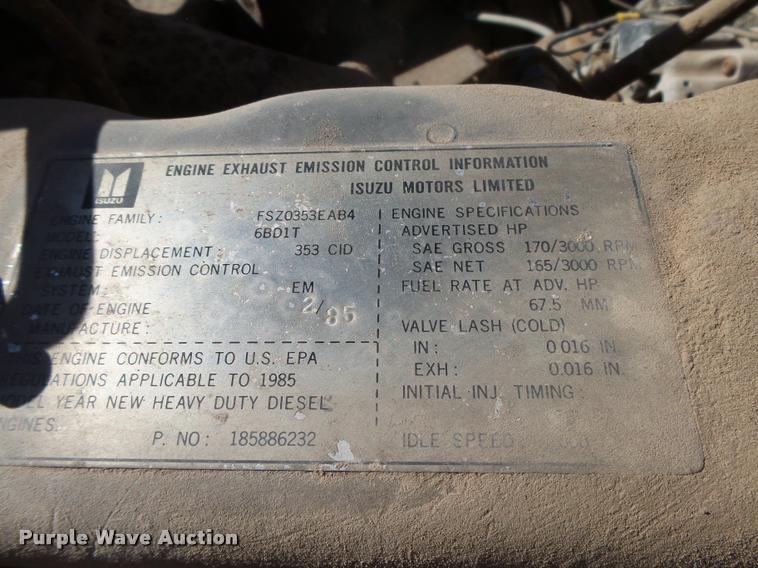 ISUZU
ENGINE EXHAUST EMISSION CONTROL INFORMATION
ISUZU MOTORS LIMITED
ENGINE FAMILY: FSZ0353EAB4
MODEL: 6BD1T
ENGINE DISPLACEMENT: 353 CID
EXHAUST EMISSION CONTROL
SYSTEM: EM
DATE OF ENGINE
MANUFACTURE: 2/85
ENGINE CONFORMS TO U.S. EPA
REGULATIONS APPLICABLE TO 1985
MODEL YEAR NEW HEAVY DUTY DIESEL
ENGINES.
P. NO: 185886232
ENGINE SPECIFICATIONS
ADVERTISED HP
SAE GROSS 170/3000 RPM
SAE NET 165/3000 RPM
FUEL RATE AT ADV. HP
67.5 MM
VALVE LASH (COLD)
IN: 0.016 IN.
EXH: 0.016 IN.
INITIAL INJ. TIMING:
IDLE SPEED
Purple Wave Auction